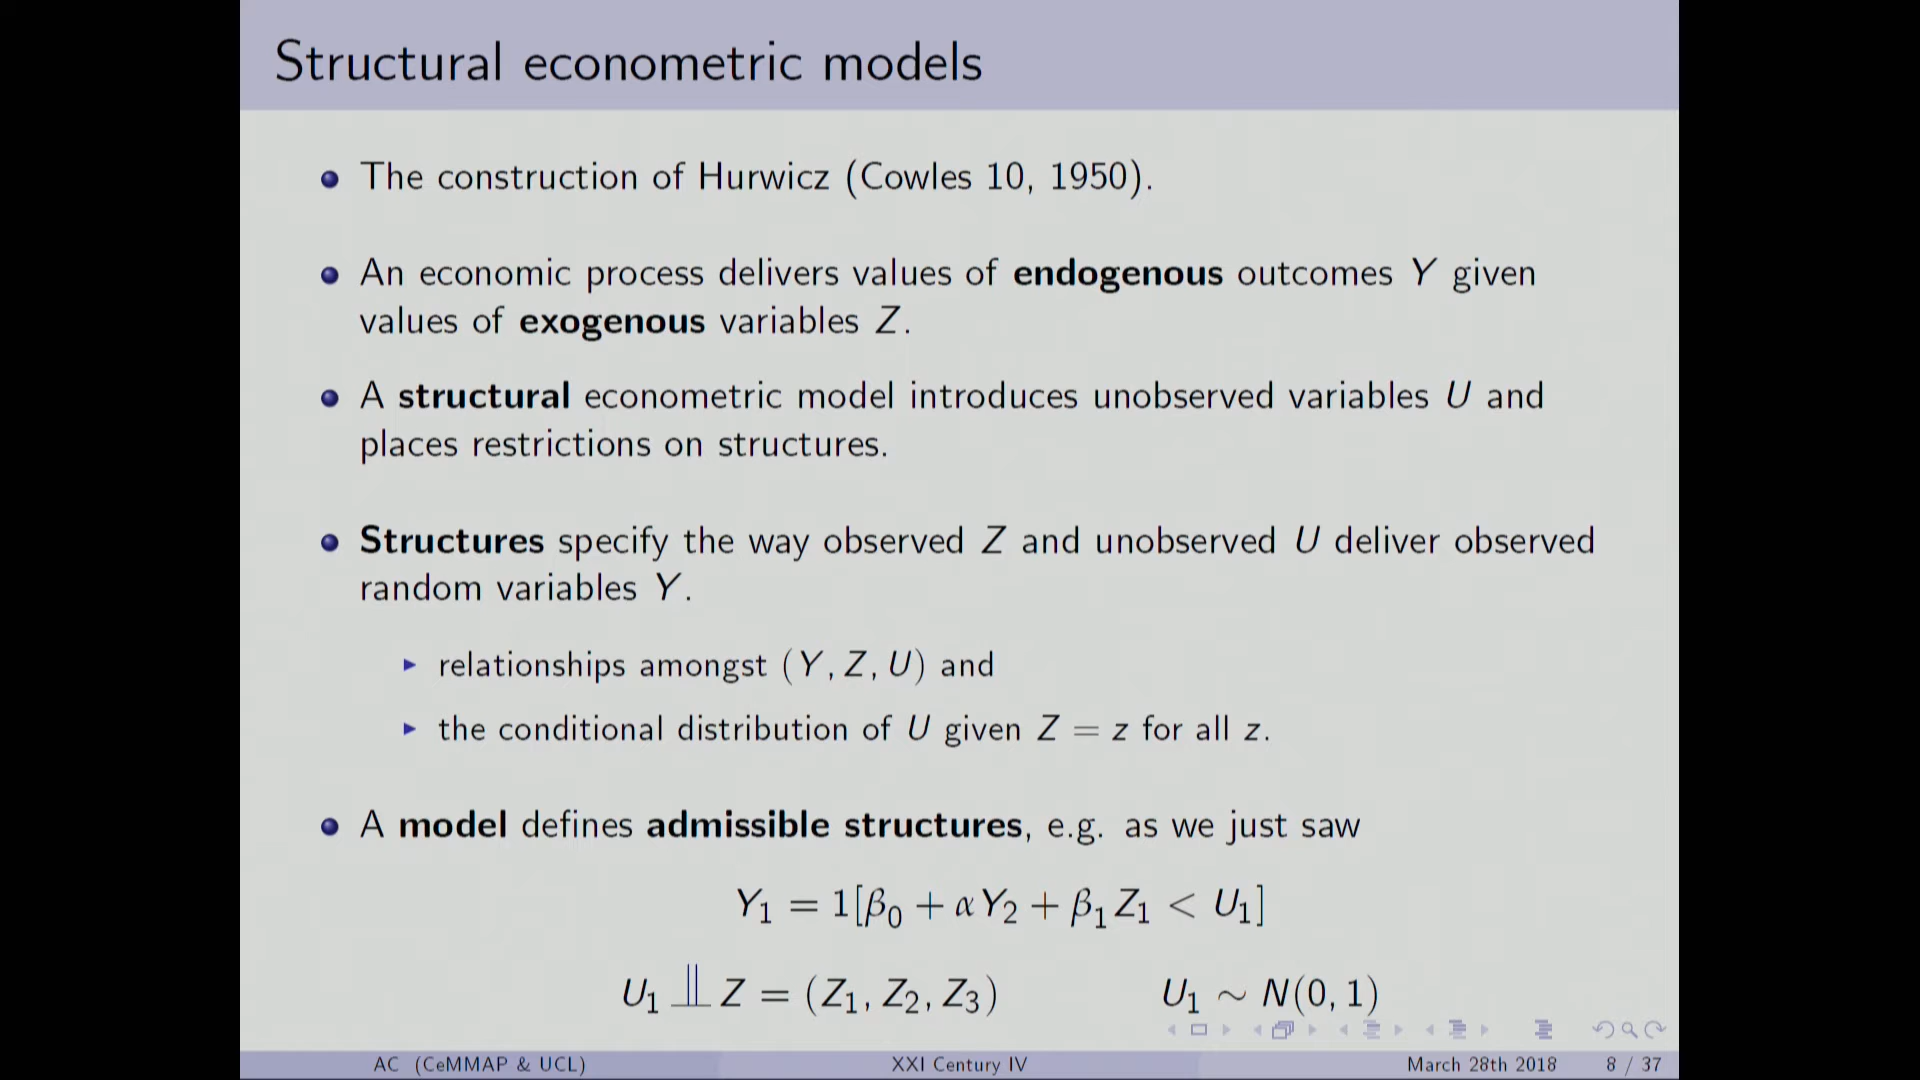 Structural econometric models
The construction of Hurwicz (Cowles 10, 1950).
An economic process delivers values of endogenous outcomes Y given
values of exogenous variables Z.
A structural econometric model introduces unobserved variables U and
places restrictions on structures.
Structures specify the way observed Z and unobserved U deliver observed
random variables Y.
relationships amongst (Y, Z, U) and
the conditional distribution of U given Z = z for all z.
A model defines admissible structures, e.g. as we just saw
Y₁ = 1[β₀ + αY₂ + β₁Z₁ < U₁]
U₁ ⫫ Z = (Z₁, Z₂, Z₃) U₁ ∼ N(0, 1)
AC (CeMMAP & UCL) XXI Century IV March 28th 2018 8 / 37